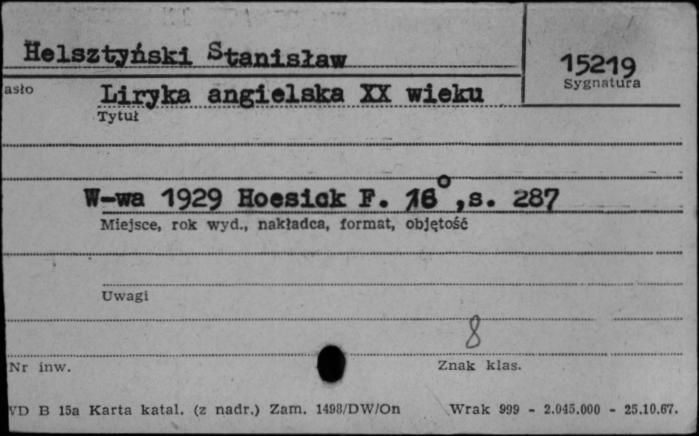 Helsztyński Stanisław
15219
Sygnatura
asło
Liryka angielska XX wieku
Tytuł
W-wa 1929 Hoesick F. 16°, s. 287
Miejsce, rok wyd., nakładca, format, objętość
Uwagi
8
Nr inw.
Znak klas.
VD B 15a Karta katal. (z nadr.) Zam. 1498/DW/On Wrak 999 - 2.045.000 - 25.10.67.